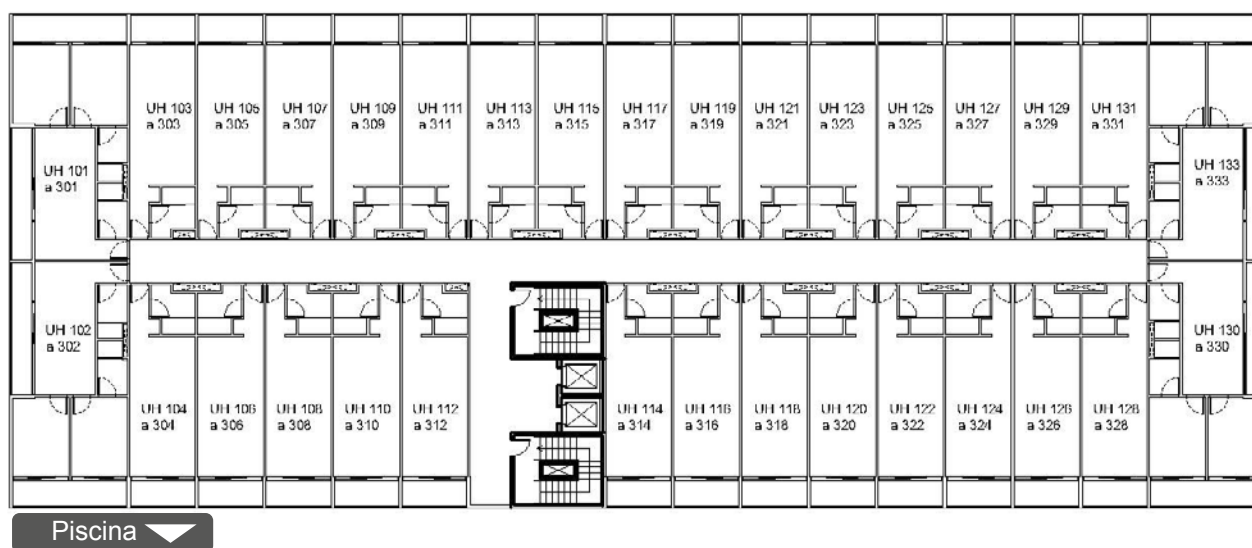 UH 103
a 303
UH 105
a 305
UH 107
a 307
UH 109
a 309
UH 111
a 311
UH 113
a 313
UH 115
a 315
UH 117
a 317
UH 119
a 319
UH 121
a 321
UH 123
a 323
UH 125
a 325
UH 127
a 327
UH 129
a 329
UH 131
a 331
UH 101
a 301
UH 133
a 333
UH 102
a 302
UH 130
a 330
UH 104
a 304
UH 106
a 306
UH 108
a 308
UH 110
a 310
UH 112
a 312
UH 114
a 314
UH 116
a 316
UH 118
a 318
UH 120
a 320
UH 122
a 322
UH 124
a 324
UH 126
a 326
UH 128
a 328
Piscina